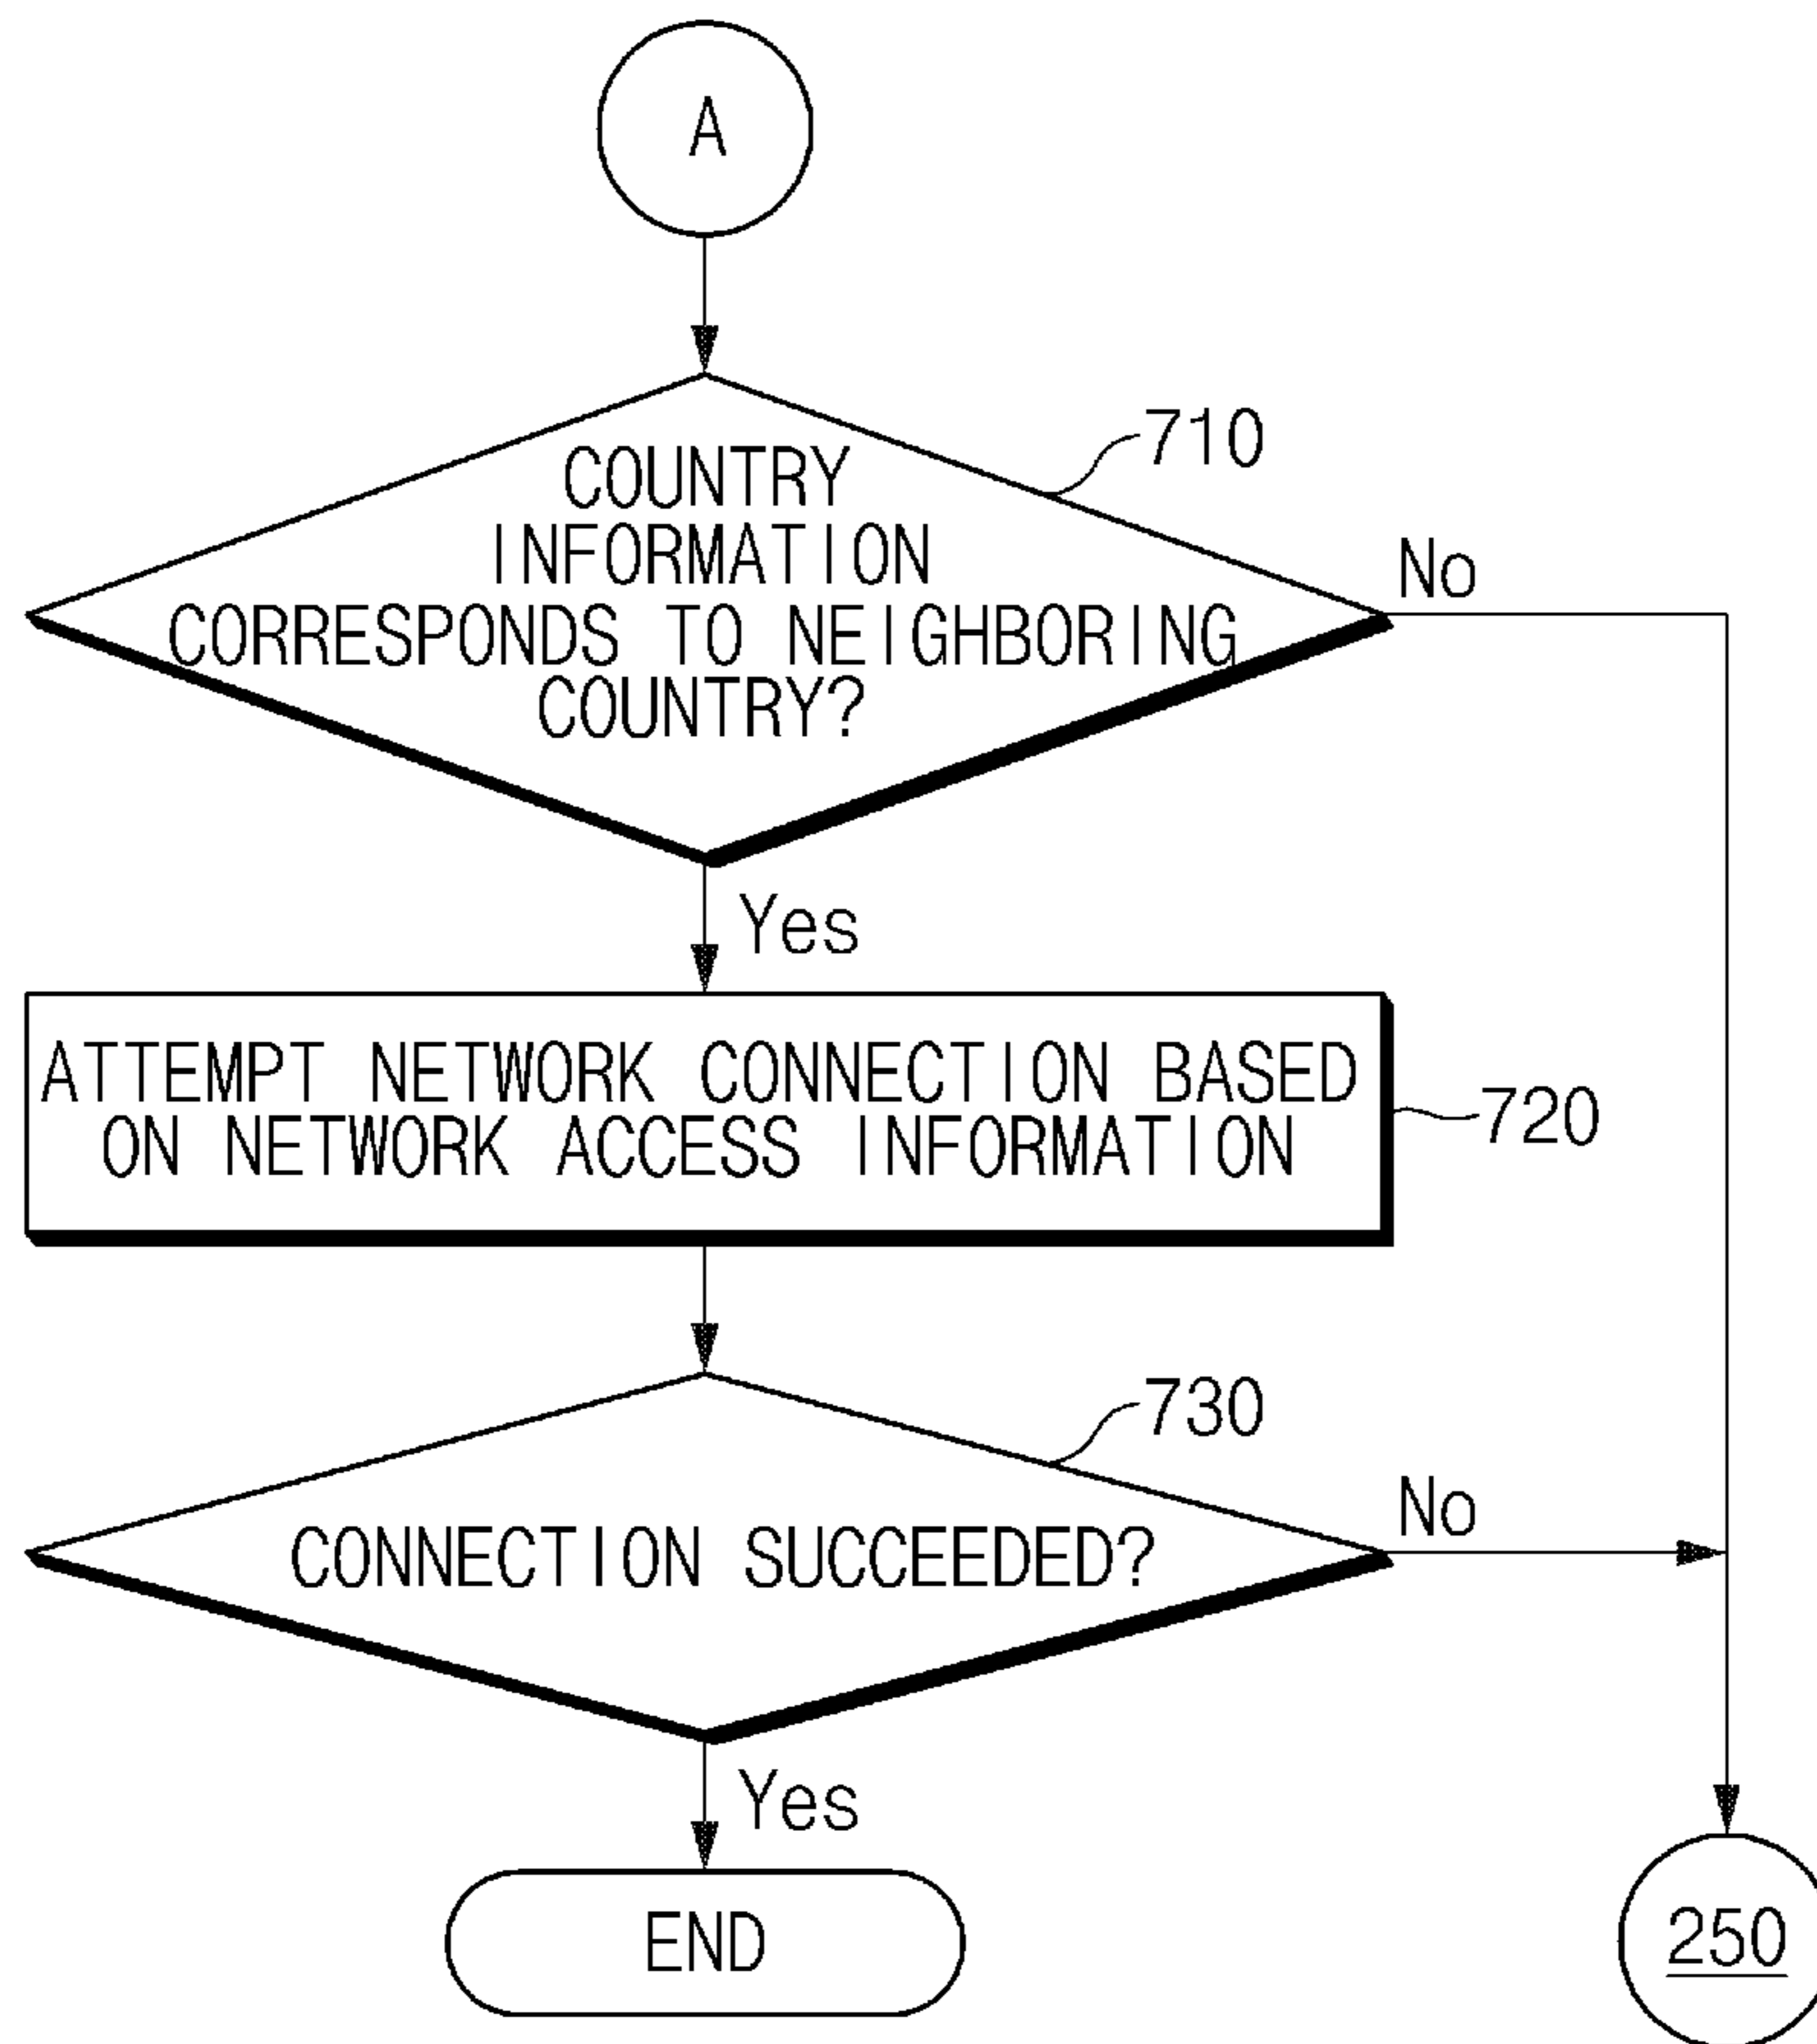 A
710
COUNTRY
INFORMATION
CORRESPONDS TO NEIGHBORING
COUNTRY?
No
Yes
ATTEMPT NETWORK CONNECTION BASED
ON NETWORK ACCESS INFORMATION
720
730
No
CONNECTION SUCCEEDED?
Yes
END
250